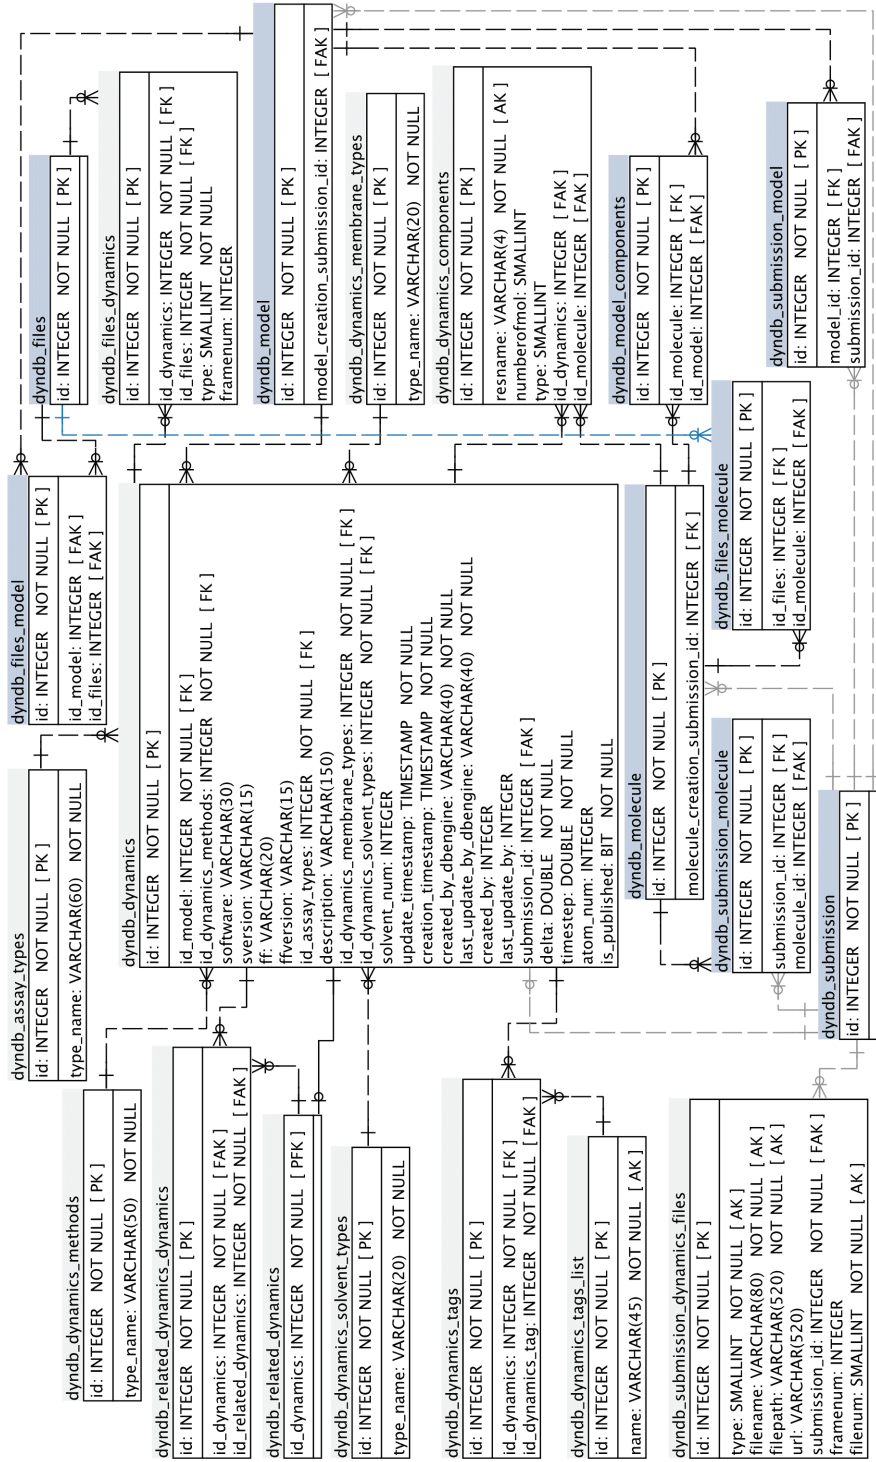 dyndb_files_model
id: INTEGER NOT NULL [ PK ]
id_model: INTEGER [ FAK ]
id_files: INTEGER [ FAK ]
dyndb_files
id: INTEGER NOT NULL [ PK ]
dyndb_files_dynamics
id: INTEGER NOT NULL [ PK ]
id_dynamics: INTEGER NOT NULL [ FK ]
id_files: INTEGER NOT NULL [ FK ]
type: SMALLINT NOT NULL
framenum: INTEGER
dyndb_model
id: INTEGER NOT NULL [ PK ]
model_creation_submission_id: INTEGER [ FAK ]
dyndb_dynamics_membrane_types
id: INTEGER NOT NULL [ PK ]
type_name: VARCHAR(20) NOT NULL
dyndb_dynamics_components
id: INTEGER NOT NULL [ PK ]
resname: VARCHAR(4) NOT NULL [ AK ]
numberofmol: SMALLINT
type: SMALLINT
id_dynamics: INTEGER [ FAK ]
id_molecule: INTEGER [ FAK ]
dyndb_model_components
id: INTEGER NOT NULL [ PK ]
id_molecule: INTEGER [ FK ]
id_model: INTEGER [ FAK ]
dyndb_submission_model
id: INTEGER NOT NULL [ PK ]
model_id: INTEGER [ FK ]
submission_id: INTEGER [ FAK ]
dyndb_assay_types
id: INTEGER NOT NULL [ PK ]
type_name: VARCHAR(60) NOT NULL
dyndb_dynamics
id: INTEGER NOT NULL [ PK ]
id_model: INTEGER NOT NULL [ FK ]
id_dynamics_methods: INTEGER NOT NULL [ FK ]
software: VARCHAR(30)
sversion: VARCHAR(15)
ff: VARCHAR(20)
ffversion: VARCHAR(15)
id_assay_types: INTEGER NOT NULL [ FK ]
description: VARCHAR(150)
id_dynamics_membrane_types: INTEGER NOT NULL [ FK ]
id_dynamics_solvent_types: INTEGER NOT NULL [ FK ]
solvent_num: INTEGER
update_timestamp: TIMESTAMP NOT NULL
creation_timestamp: TIMESTAMP NOT NULL
created_by_dbengine: VARCHAR(40) NOT NULL
last_update_by_dbengine: VARCHAR(40) NOT NULL
created_by: INTEGER
last_update_by: INTEGER
submission_id: INTEGER [ FAK ]
delta: DOUBLE NOT NULL
timestep: DOUBLE NOT NULL
atom_num: INTEGER
is_published: BIT NOT NULL
dyndb_molecule
id: INTEGER NOT NULL [ PK ]
molecule_creation_submission_id: INTEGER [ FAK ]
dyndb_files_molecule
id: INTEGER NOT NULL [ PK ]
id_files: INTEGER [ FK ]
id_molecule: INTEGER [ FAK ]
dyndb_submission_molecule
id: INTEGER NOT NULL [ PK ]
submission_id: INTEGER [ FK ]
molecule_id: INTEGER [ FAK ]
dyndb_submission
id: INTEGER NOT NULL [ PK ]
dyndb_dynamics_methods
id: INTEGER NOT NULL [ PK ]
type_name: VARCHAR(50) NOT NULL
dyndb_related_dynamics_dynamics
id: INTEGER NOT NULL [ PK ]
id_dynamics: INTEGER NOT NULL [ FAK ]
id_related_dynamics: INTEGER NOT NULL [ FAK ]
dyndb_related_dynamics
id_dynamics: INTEGER NOT NULL [ PFK ]
dyndb_dynamics_solvent_types
id: INTEGER NOT NULL [ PK ]
type_name: VARCHAR(20) NOT NULL
dyndb_dynamics_tags
id: INTEGER NOT NULL [ PK ]
id_dynamics: INTEGER NOT NULL [ FK ]
id_dynamics_tag: INTEGER NOT NULL [ FAK ]
dyndb_dynamics_tags_list
id: INTEGER NOT NULL [ PK ]
name: VARCHAR(45) NOT NULL [ AK ]
dyndb_submission_dynamics_files
id: INTEGER NOT NULL [ PK ]
type: SMALLINT NOT NULL [ AK ]
filename: VARCHAR(80) NOT NULL [ AK ]
filepath: VARCHAR(520) NOT NULL [ AK ]
url: VARCHAR(520)
submission_id: INTEGER NOT NULL [ FAK ]
framenum: INTEGER
filenum: SMALLINT NOT NULL [ AK ]